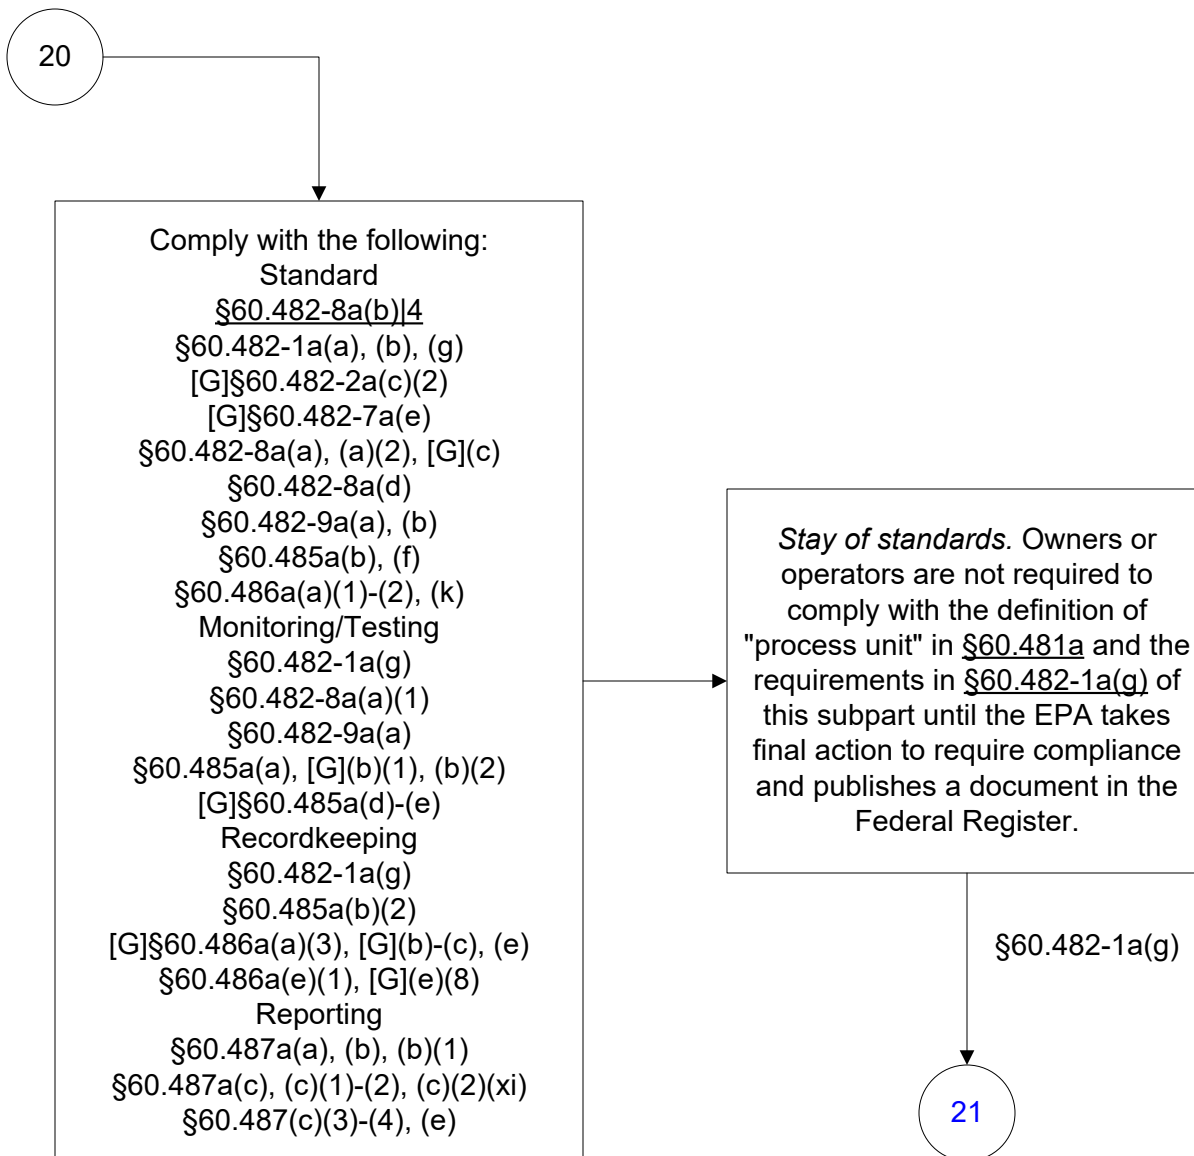 20
Comply with the following:
Standard
§60.482-8a(b)|4
§60.482-1a(a), (b), (g)
[G]§60.482-2a(c)(2)
[G]§60.482-7a(e)
§60.482-8a(a), (a)(2), [G](c)
§60.482-8a(d)
§60.482-9a(a), (b)
§60.485a(b), (f)
§60.486a(a)(1)-(2), (k)
Monitoring/Testing
§60.482-1a(g)
§60.482-8a(a)(1)
§60.482-9a(a)
§60.485a(a), [G](b)(1), (b)(2)
[G]§60.485a(d)-(e)
Recordkeeping
§60.482-1a(g)
§60.485a(b)(2)
[G]§60.486a(a)(3), [G](b)-(c), (e)
§60.486a(e)(1), [G](e)(8)
Reporting
§60.487a(a), (b), (b)(1)
§60.487a(c), (c)(1)-(2), (c)(2)(xi)
§60.487(c)(3)-(4), (e)
Stay of standards. Owners or
operators are not required to
comply with the definition of
"process unit" in §60.481a and the
requirements in §60.482-1a(g) of
this subpart until the EPA takes
final action to require compliance
and publishes a document in the
Federal Register.
§60.482-1a(g)
21